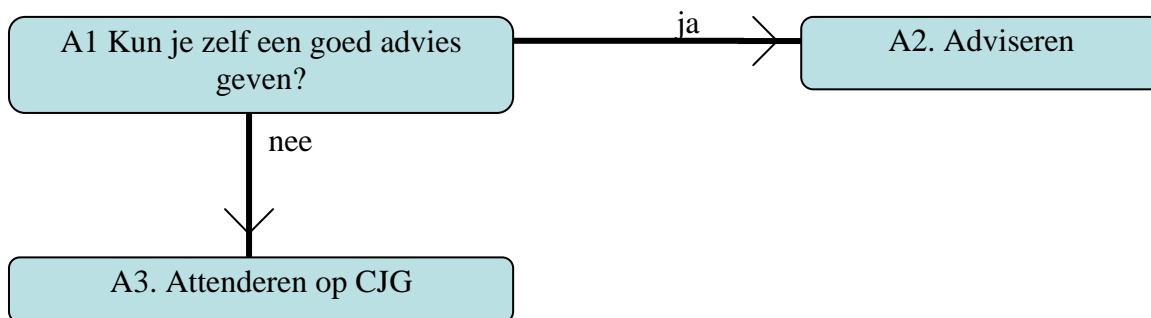 A1 Kun je zelf een goed advies
geven?
ja
A2. Adviseren
nee
A3. Attenderen op CJG